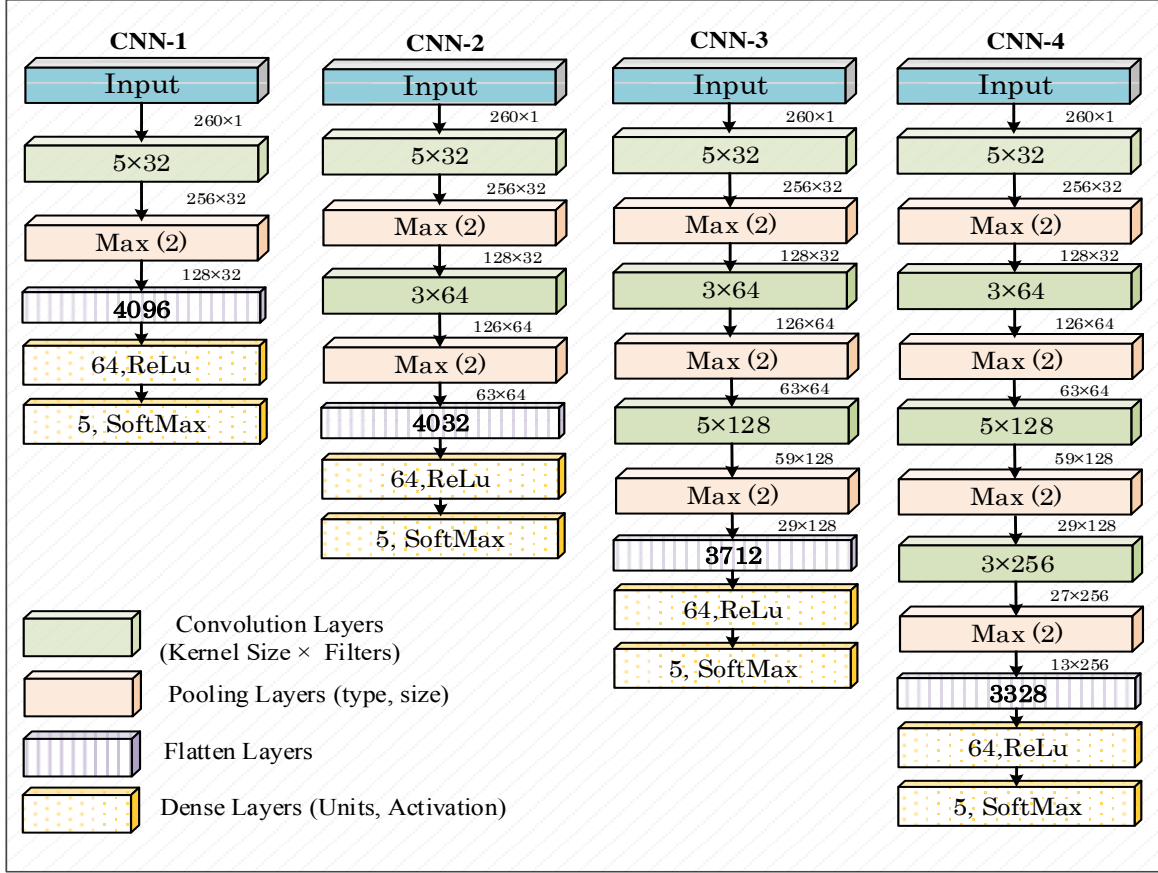 CNN-1
Input
260×1
5×32
256×32
Max (2)
128×32
4096
64,ReLu
5, SoftMax
CNN-2
Input
260×1
5×32
256×32
Max (2)
128×32
3×64
126×64
Max (2)
63×64
4032
64,ReLu
5, SoftMax
CNN-3
Input
260×1
5×32
256×32
Max (2)
128×32
3×64
126×64
Max (2)
63×64
5×128
59×128
Max (2)
29×128
3712
64,ReLu
5, SoftMax
CNN-4
Input
260×1
5×32
256×32
Max (2)
128×32
3×64
126×64
Max (2)
63×64
5×128
59×128
Max (2)
29×128
3×256
27×256
Max (2)
13×256
3328
64,ReLu
5, SoftMax
Convolution Layers
(Kernel Size × Filters)
Pooling Layers (type, size)
Flatten Layers
Dense Layers (Units, Activation)